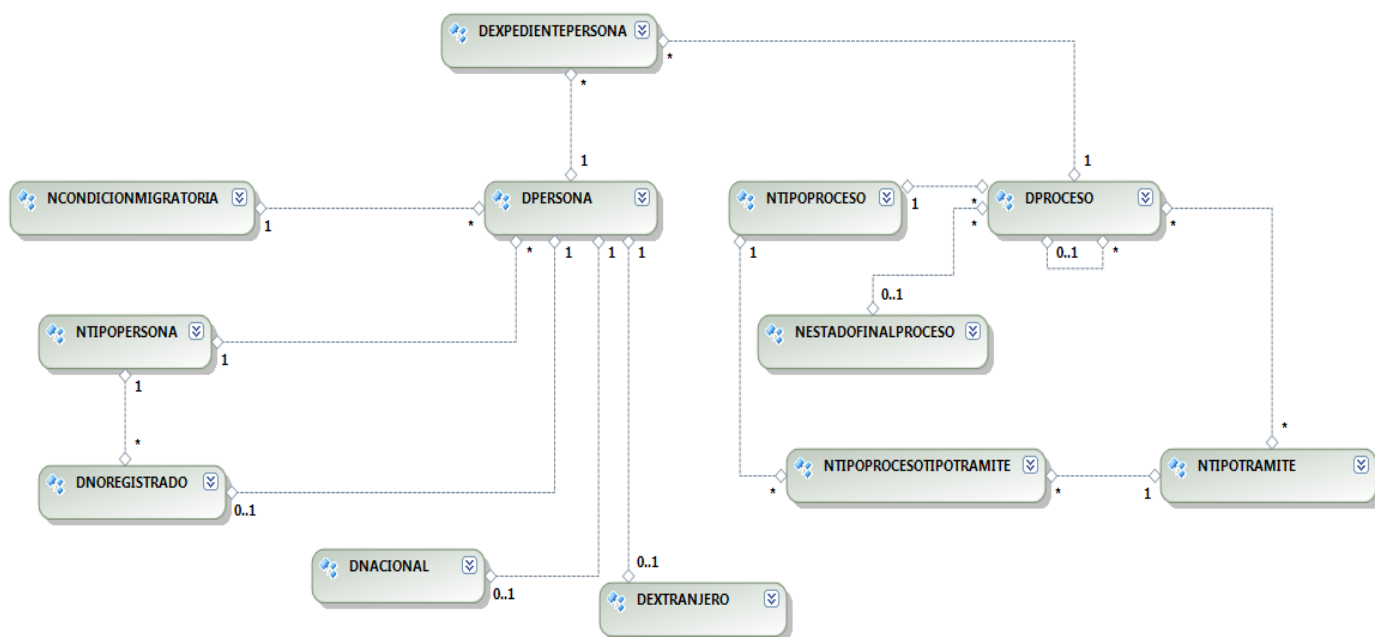 DEXPEDIENTEPERSONA
*
*
1
1
NCONDICIONMIGRATORIA
DPERSONA
NTIPOPROCESO
DPROCESO
1
*
1
*
*
*
*
1
1
1
1
0..1
*
0..1
NTIPOPERSONA
NESTADOFINALPROCESO
1
1
*
*
NTIPOPROCESOTIPOTRAMITE
NTIPOTRAMITE
DNOREGISTRADO
*
*
1
0..1
DNACIONAL
0..1
0..1
DEXTRANJERO